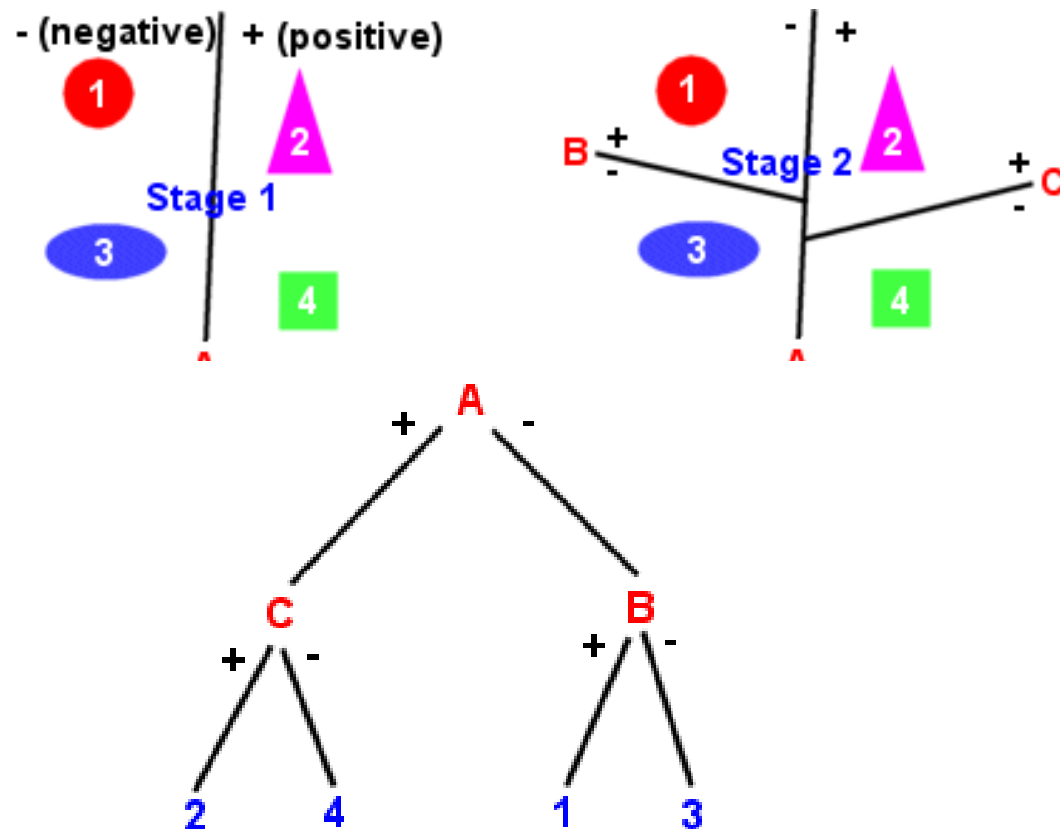 - (negative) + (positive)
1
2
Stage 1
3
4
A
- +
1
2
B + -
Stage 2
+ C -
3
4
A
A
+ -
C
B
+ -
+ -
2 4 1 3